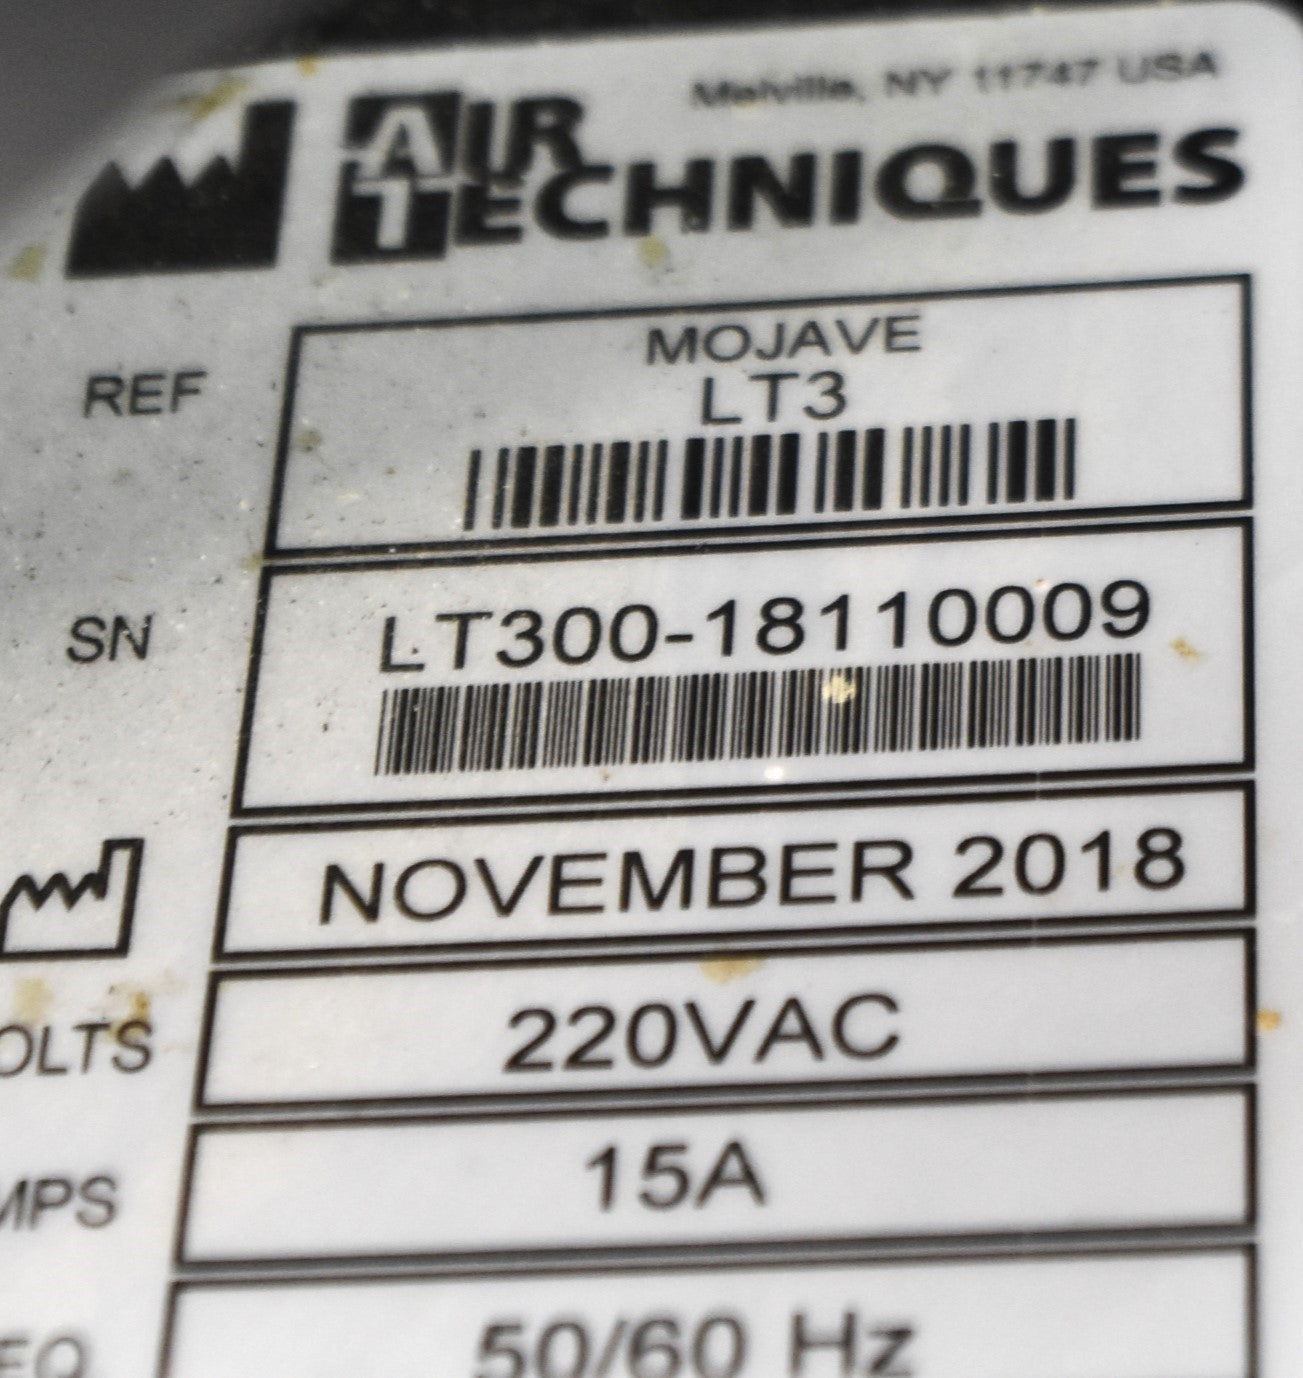 Melville, NY 11747 USA
AIR
TECHNIQUES
MOJAVE
REF
LT3
SN
LT300-18110009
NOVEMBER 2018
OLTS
220VAC
MPS
15A
EQ
50/60 Hz